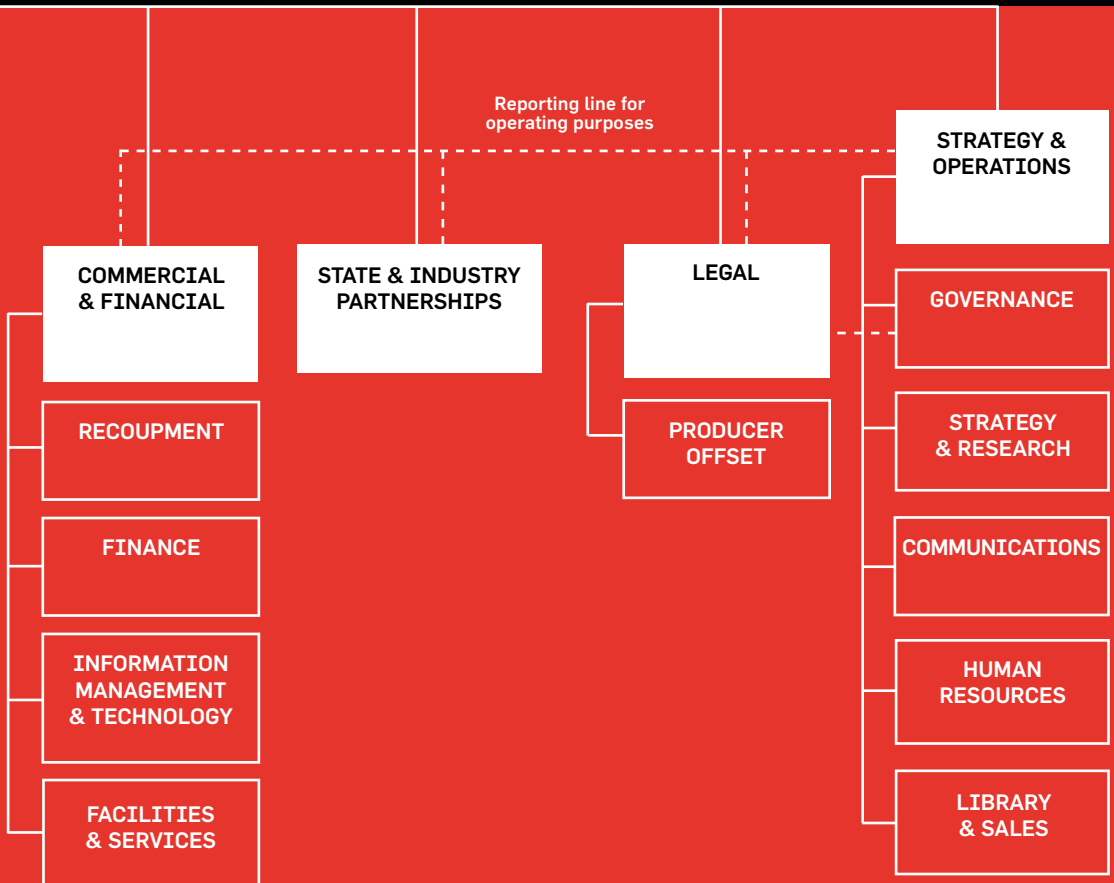 Reporting line for
operating purposes
STRATEGY &
OPERATIONS
COMMERCIAL
& FINANCIAL
STATE & INDUSTRY
PARTNERSHIPS
LEGAL
GOVERNANCE
RECOUPMENT
PRODUCER
OFFSET
STRATEGY
& RESEARCH
FINANCE
COMMUNICATIONS
INFORMATION
MANAGEMENT
& TECHNOLOGY
HUMAN
RESOURCES
FACILITIES
& SERVICES
LIBRARY
& SALES